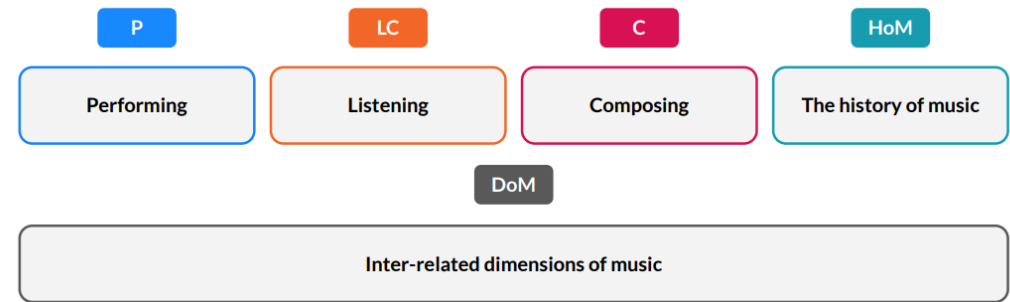 P
LC
C
HoM
Performing
Listening
Composing
The history of music
DoM
Inter-related dimensions of music